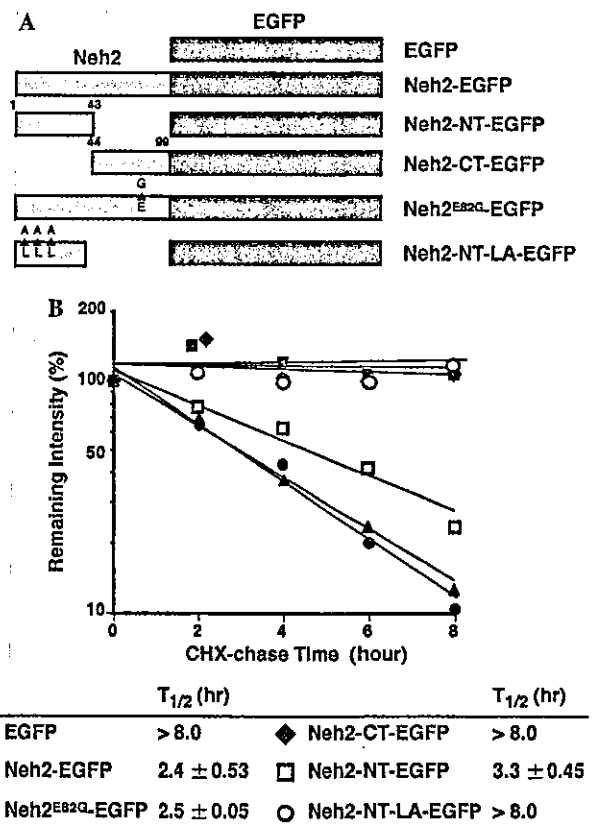 A
EGFP
EGFP
Neh2
Neh2-EGFP
1 43
Neh2-NT-EGFP
44 99
Neh2-CT-EGFP
G
E
Neh2E82G-EGFP
A A A
L L L
Neh2-NT-LA-EGFP
B
Remaining Intensity (%)
200
100
50
10
0 2 4 6 8
CHX-chase Time (hour)
T1/2 (hr) T1/2 (hr)
EGFP > 8.0 Neh2-CT-EGFP > 8.0
Neh2-EGFP 2.4 ± 0.53 Neh2-NT-EGFP 3.3 ± 0.45
Neh2E82G-EGFP 2.5 ± 0.05 Neh2-NT-LA-EGFP > 8.0